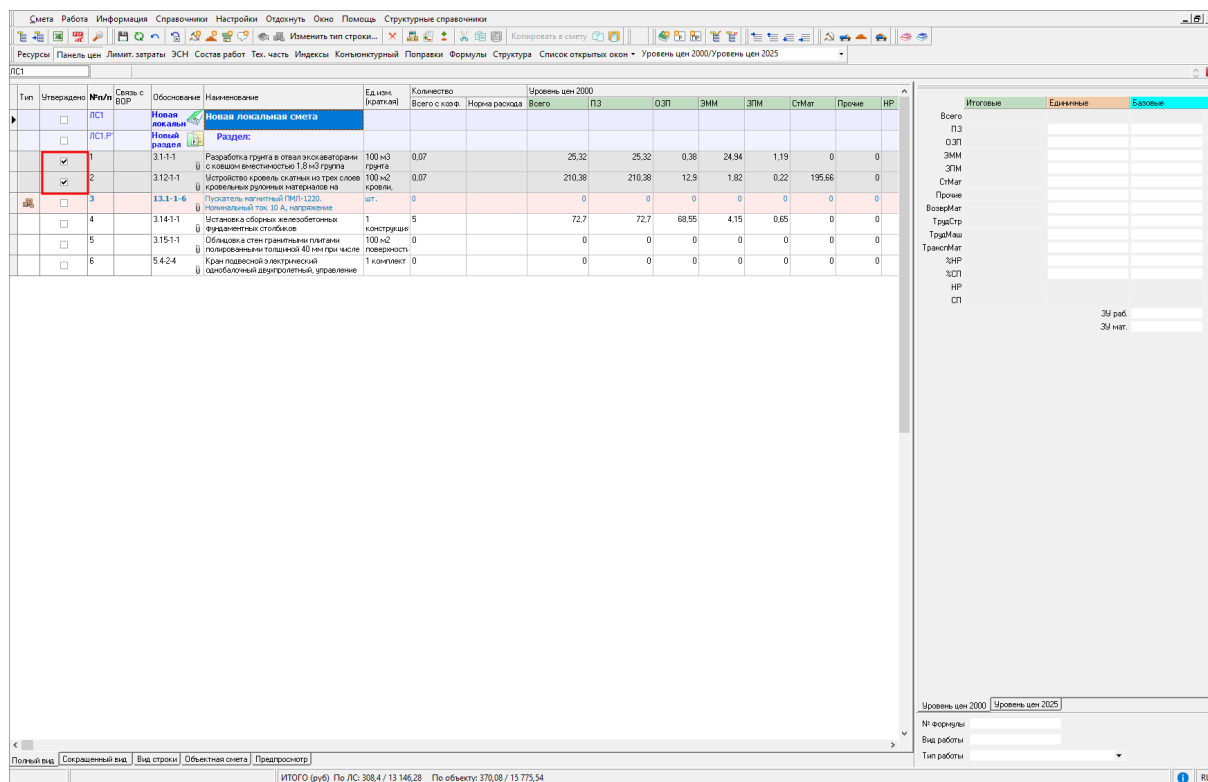 Смета Работа Информация Справочники Настройки Отдохнуть Окно Помощь Структурные справочники
Изменить тип строки... Копировать в смету
Ресурсы Панель цен Лимит. затраты ЭСН Состав работ Тех. часть Индексы Конъюнктурный Поправки Формулы Структура Список открытых окон Уровень цен 2000/Уровень цен 2025
ЛС1
Тип Утверждено №п/п Связь с ВОР Обоснование Наименование Ед.изм. (краткая) Количество Уровень цен 2000
Всего с коэф. Норма расхода Всего ПЗ ОЗП ЭММ ЗПМ СтМат Прочие НР
ЛС1 Новая локальн Новая локальная смета
ЛС1.Р Новый раздел Раздел:
1 3.1-1-1 Разработка грунта в отвал экскаваторами 100 м3 0,07 25,32 25,32 0,38 24,94 1,19 0 0
с ковшом вместимостью 1,8 м3 группа грунта
2 3.12-1-1 Устройство кровель скатных из трех слоев 100 м2 0,07 210,38 210,38 12,9 1,82 0,22 195,66 0
кровельных рулонных материалов на кровли,
3 13.1-1-6 Пускатель магнитный ПМЛ-1220. шт. 0 0 0 0 0 0 0 0
Номинальный ток 10 А, напряжение
4 3.14-1-1 Установка сборных железобетонных 1 5 72,7 72,7 68,55 4,15 0,65 0 0
фундаментных столбиков конструкция
5 3.15-1-1 Облицовка стен гранитными плитами 100 м2 0 0 0 0 0 0 0 0
полированными толщиной 40 мм при числе поверхност
6 5.4-2-4 Кран подвесной электрический 1 комплект 0 0 0 0 0 0 0 0
однобалочный двухпролетный, управление
Итоговые Единичные Базовые
Всего
ПЗ
ОЗП
ЭММ
ЗПМ
СтМат
Прочие
ВозврМат
ТрудСтр
ТрудМаш
ТранспМат
%НР
%СП
НР
СП
ЗУ раб.
ЗУ мат.
Уровень цен 2000 Уровень цен 2025
№ формулы
Вид работы
Тип работы
Полный вид Сокращенный вид Вид строки Объектная смета Предпросмотр
ИТОГО (руб) По ЛС: 308,4 / 13 146,28 По объекту: 370,08 / 15 775,54